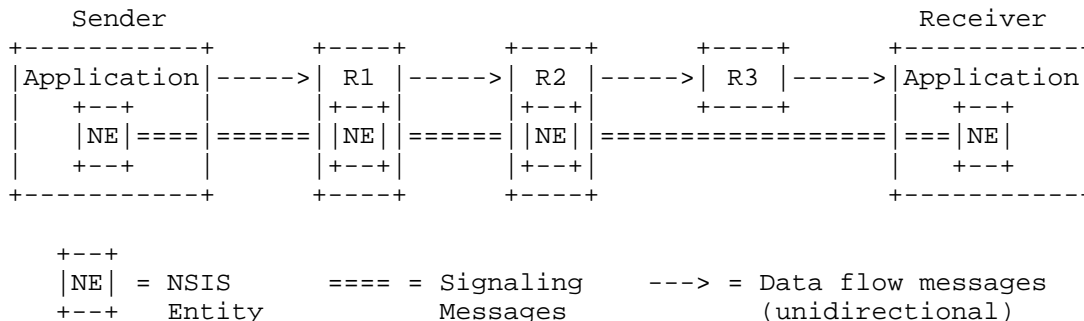 Sender                                               Receiver
  +-----------+      +----+      +----+      +----+      +-----------
  |Application|----->| R1 |----->| R2 |----->| R3 |----->|Application
  |   +--+    |      |+--+|      |+--+|      +----+      |   +--+
  |   |NE|====|======||NE||======||NE||==================|===|NE|
  |   +--+    |      |+--+|      |+--+|                  |   +--+
  +-----------+      +----+      +----+                  +-----------
     +--+
     |NE| = NSIS      ==== = Signaling    ---> = Data flow messages
     +--+   Entity           Messages            (unidirectional)